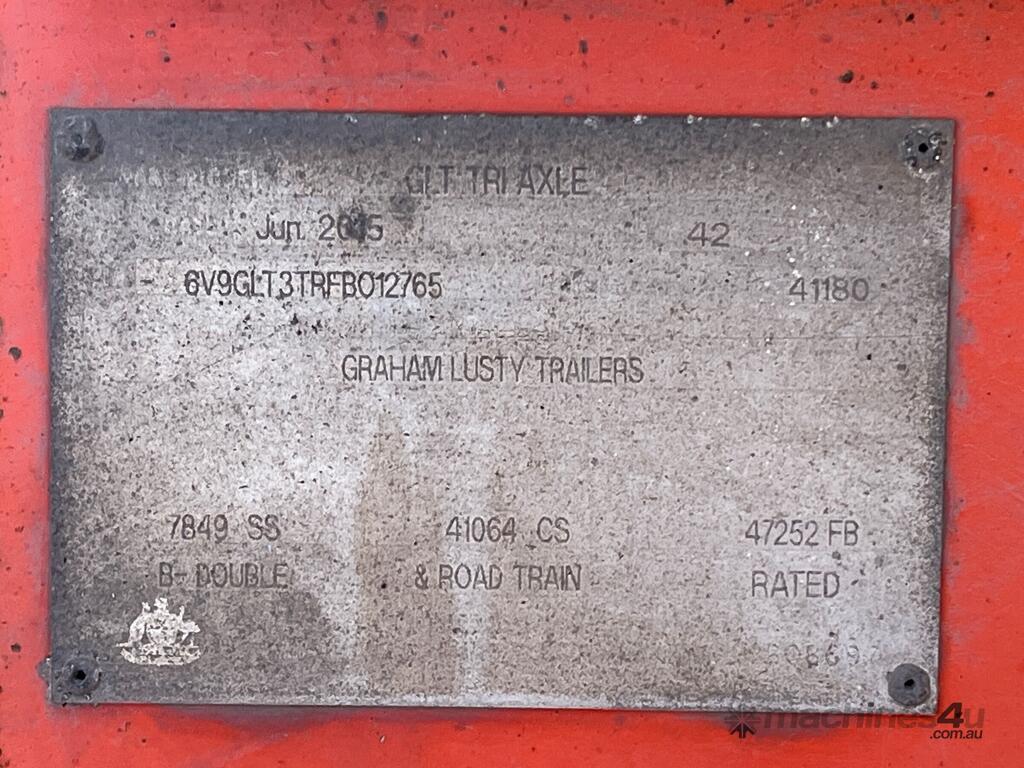 GLT TRI AXLE
Jun 2015 42
- 6V9GLT3TRFB012765 41180
GRAHAM LUSTY TRAILERS
7849 SS 41064 CS 47252 FB
B- DOUBLE & ROAD TRAIN RATED
machines4u
.com.au